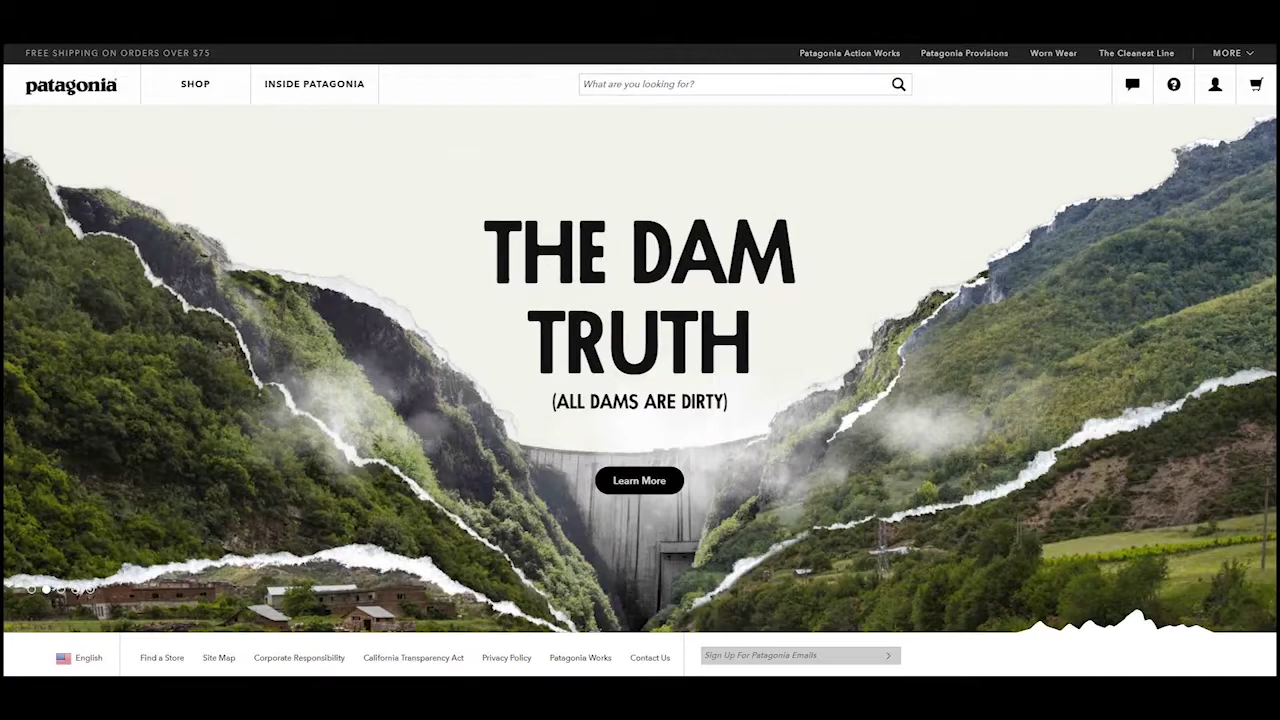 FREE SHIPPING ON ORDERS OVER $75 Patagonia Action Works Patagonia Provisions Worn Wear The Cleanest Line MORE
patagonia SHOP INSIDE PATAGONIA What are you looking for?
THE DAM
TRUTH
(ALL DAMS ARE DIRTY)
Learn More
English Find a Store Site Map Corporate Responsibility California Transparency Act Privacy Policy Patagonia Works Contact Us Sign Up For Patagonia Emails